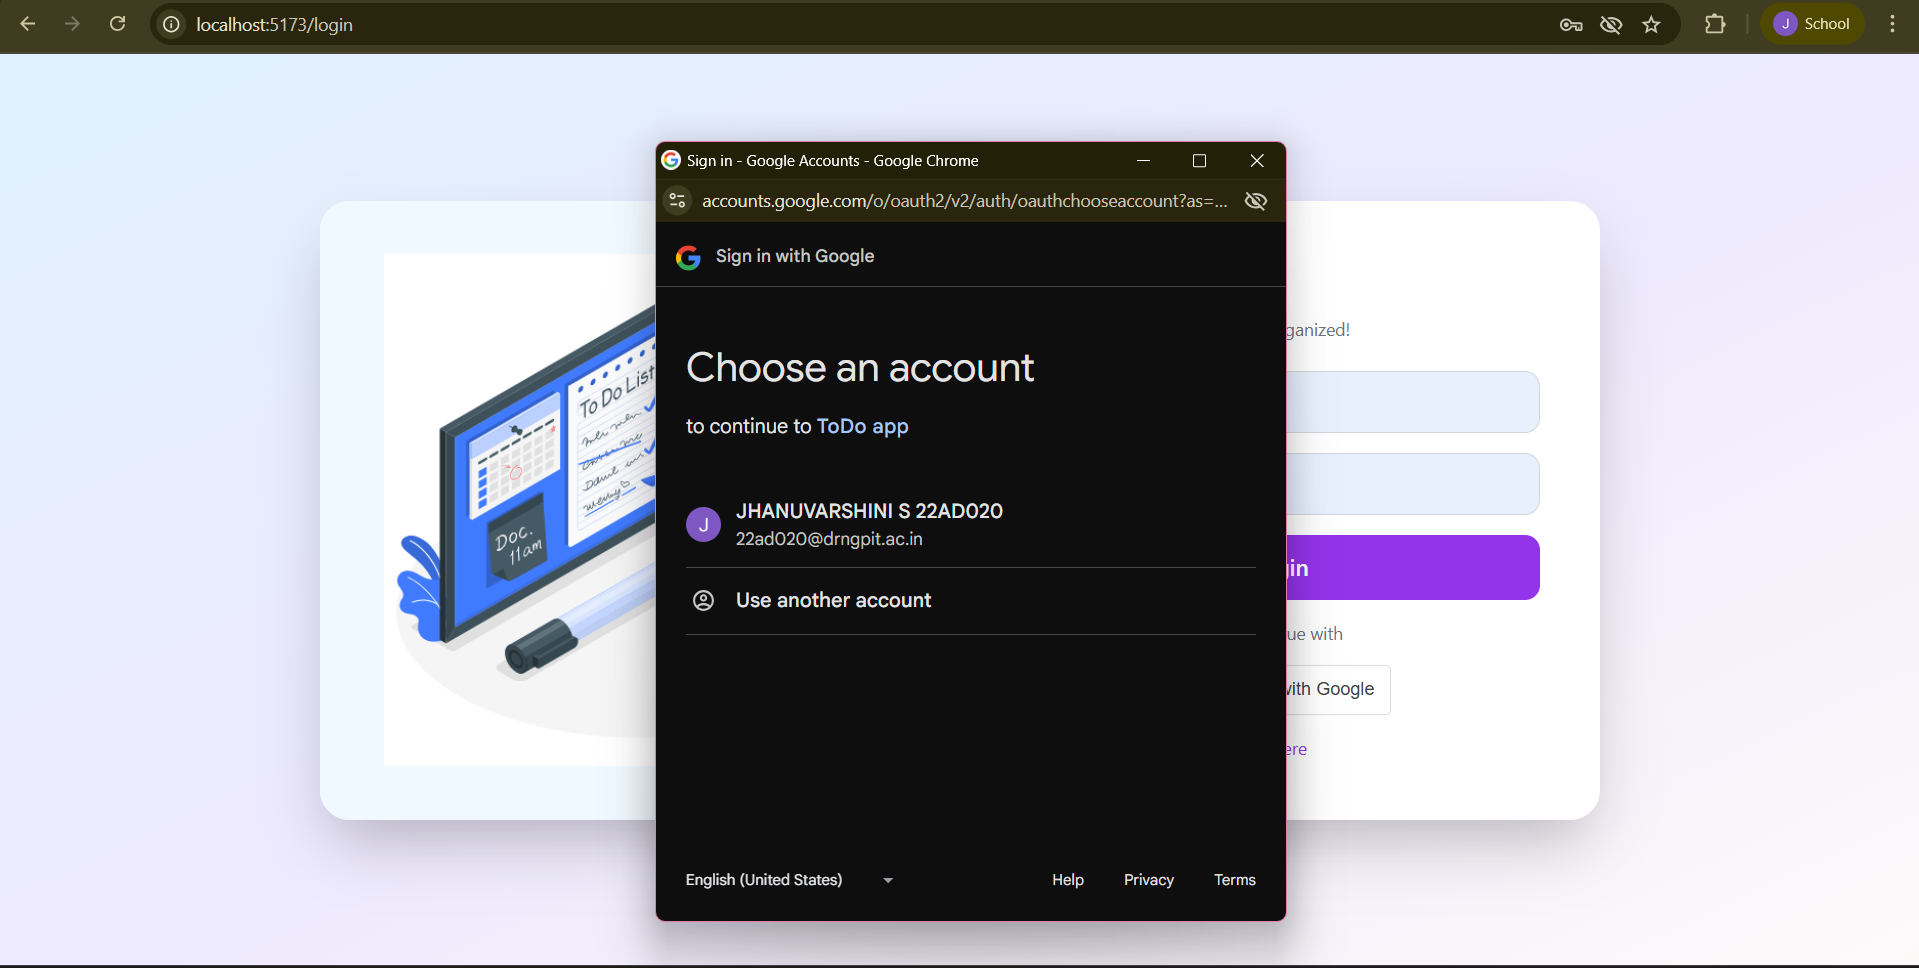 localhost:5173/login
J School
Sign in - Google Accounts - Google Chrome
accounts.google.com/o/oauth2/v2/auth/oauthchooseaccount?as=...
Sign in with Google
Choose an account
to continue to ToDo app
J
JHANUVARSHINI S 22AD020
22ad020@drngpit.ac.in
Use another account
English (United States)
Help Privacy Terms
To Do List
Doc.
11am
ganized!
gin
ue with
with Google
ere